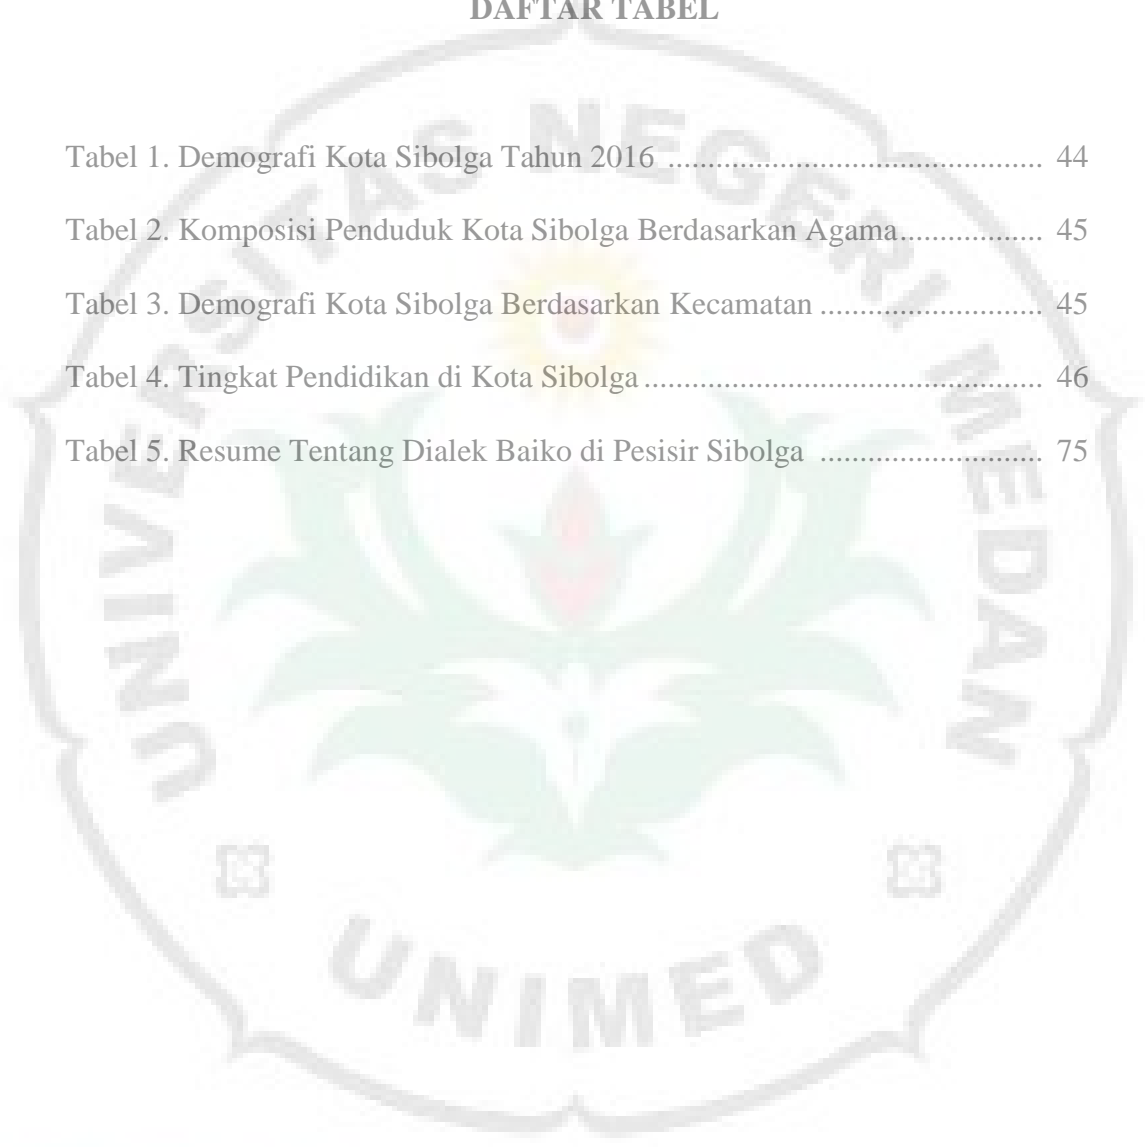 DAFTAR TABEL
Tabel 1. Demografi Kota Sibolga Tahun 2016 ............................................. 44
Tabel 2. Komposisi Penduduk Kota Sibolga Berdasarkan Agama................. 45
Tabel 3. Demografi Kota Sibolga Berdasarkan Kecamatan .......................... 45
Tabel 4. Tingkat Pendidikan di Kota Sibolga ............................................... 46
Tabel 5. Resume Tentang Dialek Baiko di Pesisir Sibolga .......................... 75
UNIVERSITAS NEGERI MEDAN
UNIMED